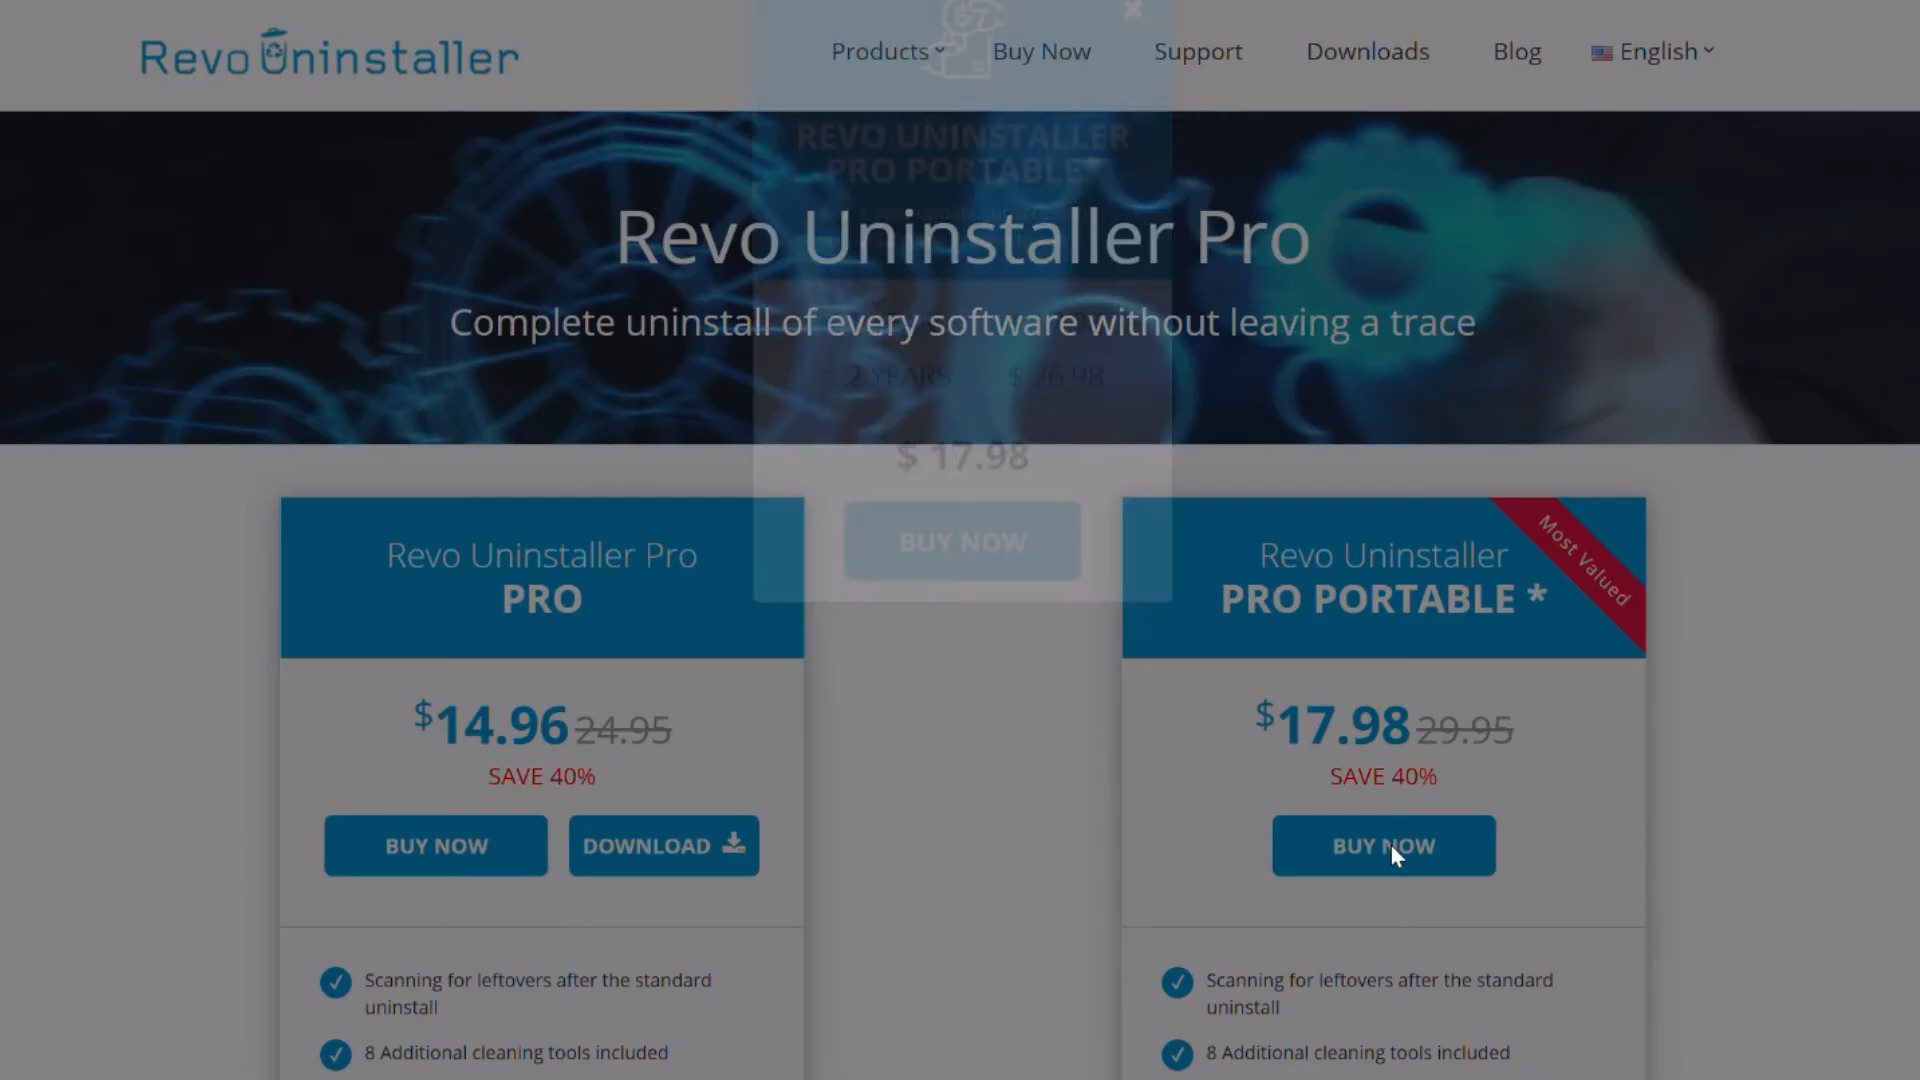 Revo Uninstaller
Products
Buy Now
Support
Downloads
Blog
English
REVO UNINSTALLER
PRO PORTABLE*
Revo Uninstaller Pro
Complete uninstall of every software without leaving a trace
2 YEARS $ 26.98
$ 17.98
BUY NOW
Revo Uninstaller Pro
PRO
$14.96 24.95
SAVE 40%
BUY NOW
DOWNLOAD
Scanning for leftovers after the standard
uninstall
8 Additional cleaning tools included
Most Valued
Revo Uninstaller
PRO PORTABLE *
$17.98 29.95
SAVE 40%
BUY NOW
Scanning for leftovers after the standard
uninstall
8 Additional cleaning tools included